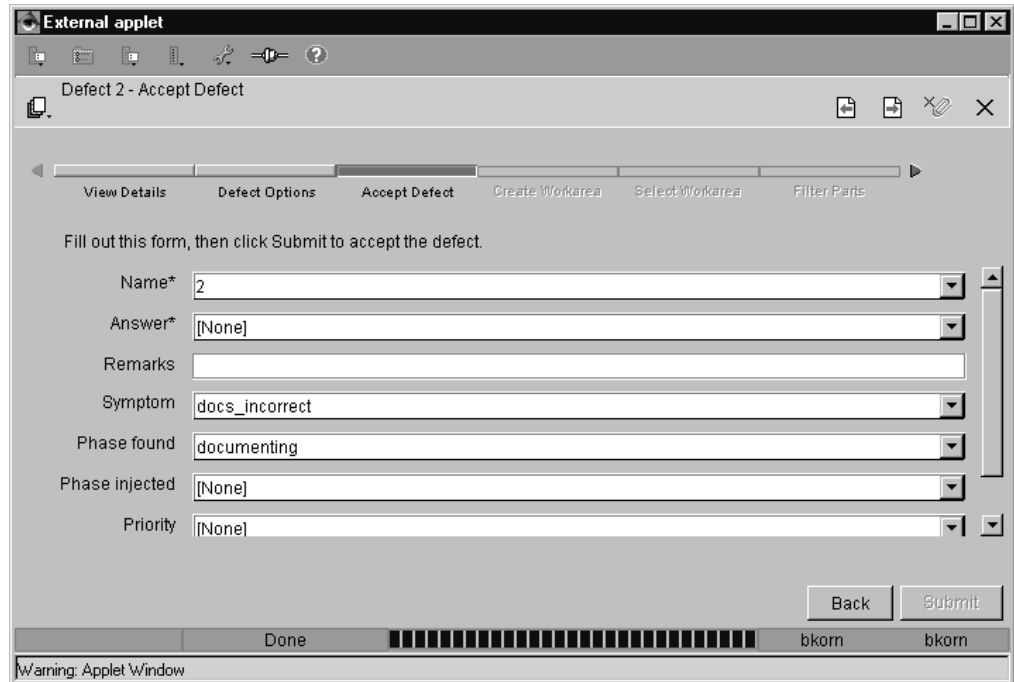 External applet
Defect 2 - Accept Defect
View Details Defect Options Accept Defect Create Workarea Select Workarea Filter Parts
Fill out this form, then click Submit to accept the defect.
Name* 2
Answer* [None]
Remarks
Symptom docs_incorrect
Phase found documenting
Phase injected [None]
Priority [None]
Back Submit
Done bkorn bkorn
Warning: Applet Window